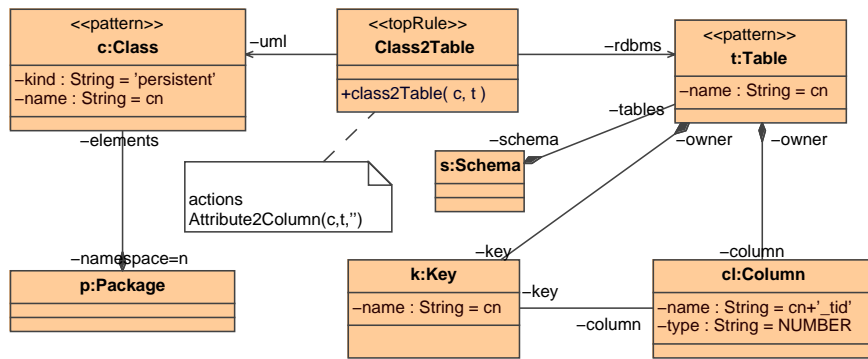 <<pattern>>
c:Class
−kind : String = 'persistent'
−name : String = cn
−uml
<<topRule>>
Class2Table
+class2Table( c, t )
−rdbms
<<pattern>>
t:Table
−name : String = cn
−tables
−elements
−schema
s:Schema
−owner
−owner
actions
Attribute2Column(c,t,'')
−namespace=n
p:Package
−key
k:Key
−name : String = cn
−key
−column
−column
cl:Column
−name : String = cn+'_tid'
−type : String = NUMBER